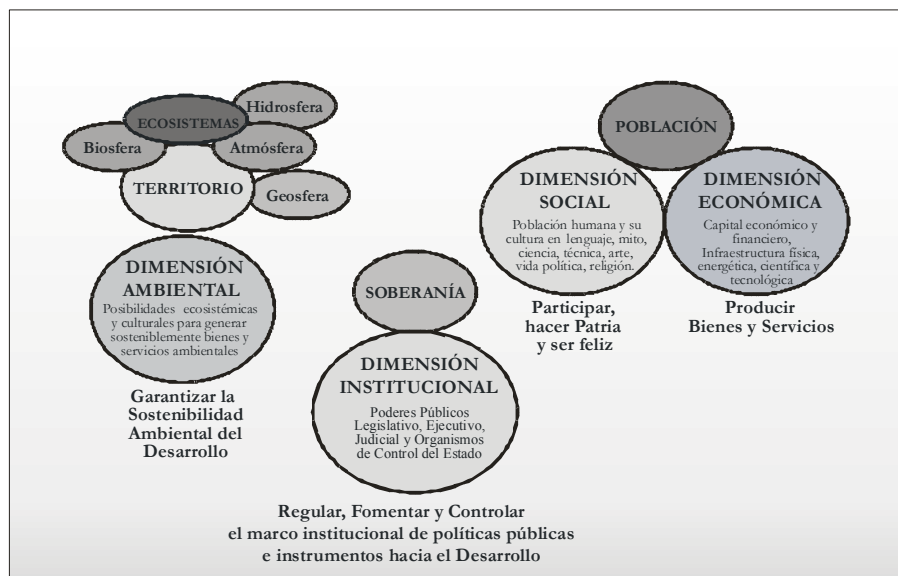 Hidrosfera
ECOSISTEMAS
Biosfera
Atmósfera
TERRITORIO
Geosfera
DIMENSIÓN
AMBIENTAL
Posibilidades ecosistémicas
y culturales para generar
sosteniblemente bienes y
servicios ambientales
Garantizar la
Sostenibilidad
Ambiental del
Desarrollo
SOBERANÍA
DIMENSIÓN
INSTITUCIONAL
Poderes Públicos
Legislativo, Ejecutivo,
Judicial y Organismos
de Control del Estado
Regular, Fomentar y Controlar
el marco institucional de políticas públicas
e instrumentos hacia el Desarrollo
POBLACIÓN
DIMENSIÓN
SOCIAL
Población humana y su
cultura en lenguaje, mito,
ciencia, técnica, arte,
vida política, religión.
Participar,
hacer Patria
y ser feliz
DIMENSIÓN
ECONÓMICA
Capital económico y
financiero,
Infraestructura física,
energética, científica y
tecnológica
Producir
Bienes y Servicios